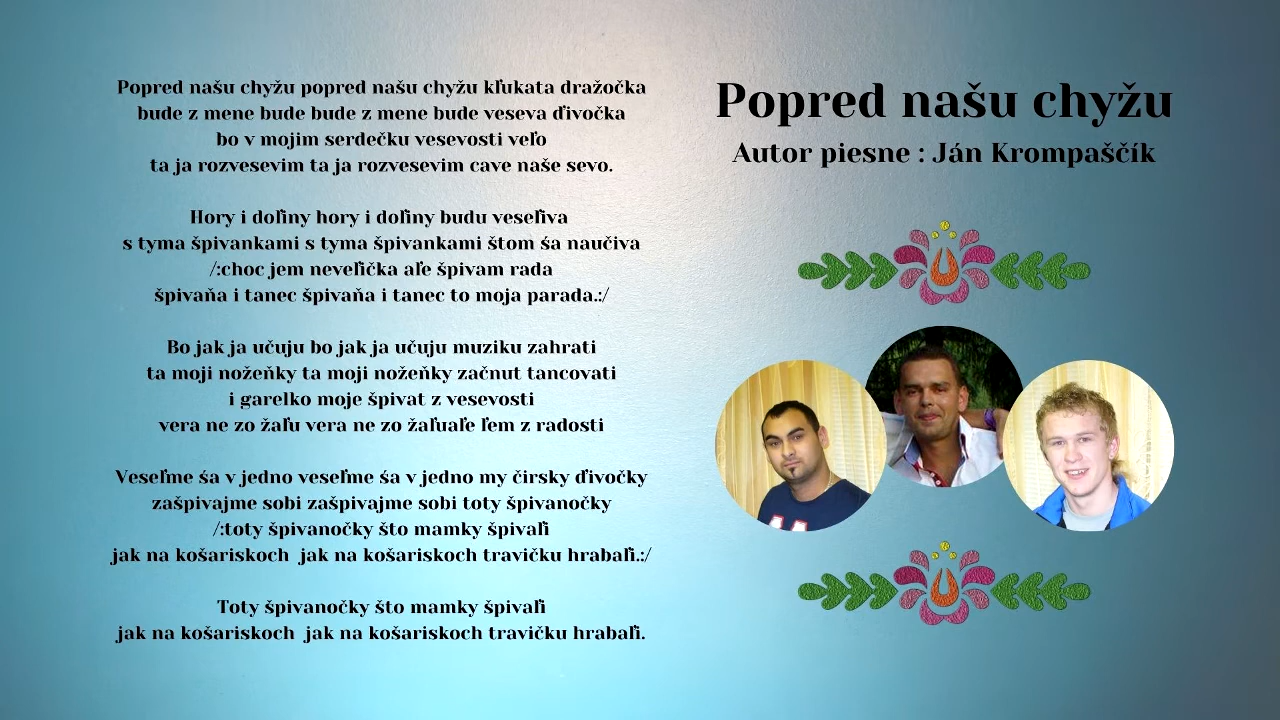 Popred našu chyžu popred našu chyžu kľukata dražočka
bude z mene bude bude z mene bude veseva ďivočka
bo v mojim serdečku vesevosti veľo
ta ja rozvesevim ta ja rozvesevim cave naše sevo.
Hory i doľiny hory i doľiny budu veseľiva
s tyma špivankami s tyma špivankami štom śa naučiva
/:choc jem neveľička aľe špivam rada
špivaňa i tanec špivaňa i tanec to moja parada.:/
Bo jak ja učuju bo jak ja učuju muziku zahrati
ta moji nožeňky ta moji nožeňky začnut tancovati
i garelko moje špivat z vesevosti
vera ne zo žaľu vera ne zo žaľuaľe ľem z radosti
Veseľme śa v jedno veseľme śa v jedno my čirsky ďivočky
zašpivajme sobi zašpivajme sobi toty špivanočky
/:toty špivanočky što mamky špivaľi
jak na košariskoch jak na košariskoch travičku hrabaľi.:/
Toty špivanočky što mamky špivaľi
jak na košariskoch jak na košariskoch travičku hrabaľi.
Popred našu chyžu
Autor piesne : Ján Krompaščík